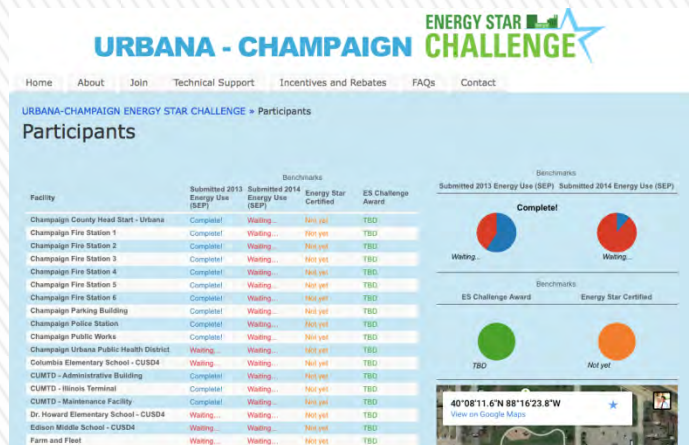 URBANA - CHAMPAIGN ENERGY STAR CHALLENGE
Home About Join Technical Support Incentives and Rebates FAQs Contact
URBANA-CHAMPAIGN ENERGY STAR CHALLENGE » Participants
Participants
Benchmarks
Facility Submitted 2013 Energy Use (SEP) Submitted 2014 Energy Use (SEP) Energy Star Certified ES Challenge Award
Champaign County Head Start - Urbana Complete! Waiting... Not yet TBD
Champaign Fire Station 1 Complete! Waiting... Not yet TBD
Champaign Fire Station 2 Complete! Waiting... Not yet TBD
Champaign Fire Station 3 Complete! Waiting... Not yet TBD
Champaign Fire Station 4 Complete! Waiting... Not yet TBD
Champaign Fire Station 5 Complete! Waiting... Not yet TBD
Champaign Fire Station 6 Complete! Waiting... Not yet TBD
Champaign Parking Building Complete! Waiting... Not yet TBD
Champaign Police Station Complete! Waiting... Not yet TBD
Champaign Public Works Complete! Waiting... Not yet TBD
Champaign Urbana Public Health District Waiting... Waiting... Not yet TBD
Columbia Elementary School - CUSD4 Waiting... Waiting... Not yet TBD
CUMTD - Administrative Building Complete! Waiting... Not yet TBD
CUMTD - Illinois Terminal Complete! Waiting... Not yet TBD
CUMTD - Maintenance Facility Complete! Waiting... Not yet TBD
Dr. Howard Elementary School - CUSD4 Waiting... Waiting... Not yet TBD
Edison Middle School - CUSD4 Waiting... Waiting... Not yet TBD
Farm and Fleet Waiting... Waiting... Not yet TBD
Benchmarks
Submitted 2013 Energy Use (SEP) Submitted 2014 Energy Use (SEP)
Complete!
Waiting... Waiting...
Benchmarks
ES Challenge Award Energy Star Certified
TBD Not yet
40°08'11.6"N 88°16'23.8"W
View on Google Maps